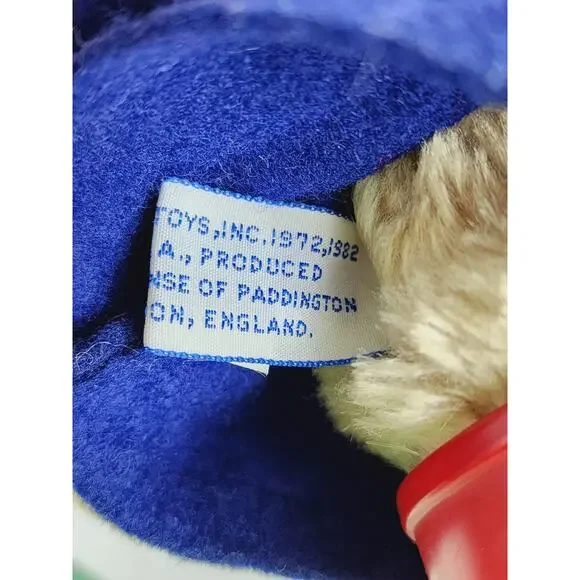 TOYS,INC.1972,1982
A., PRODUCED
NSE OF PADDINGTON
ON, ENGLAND.